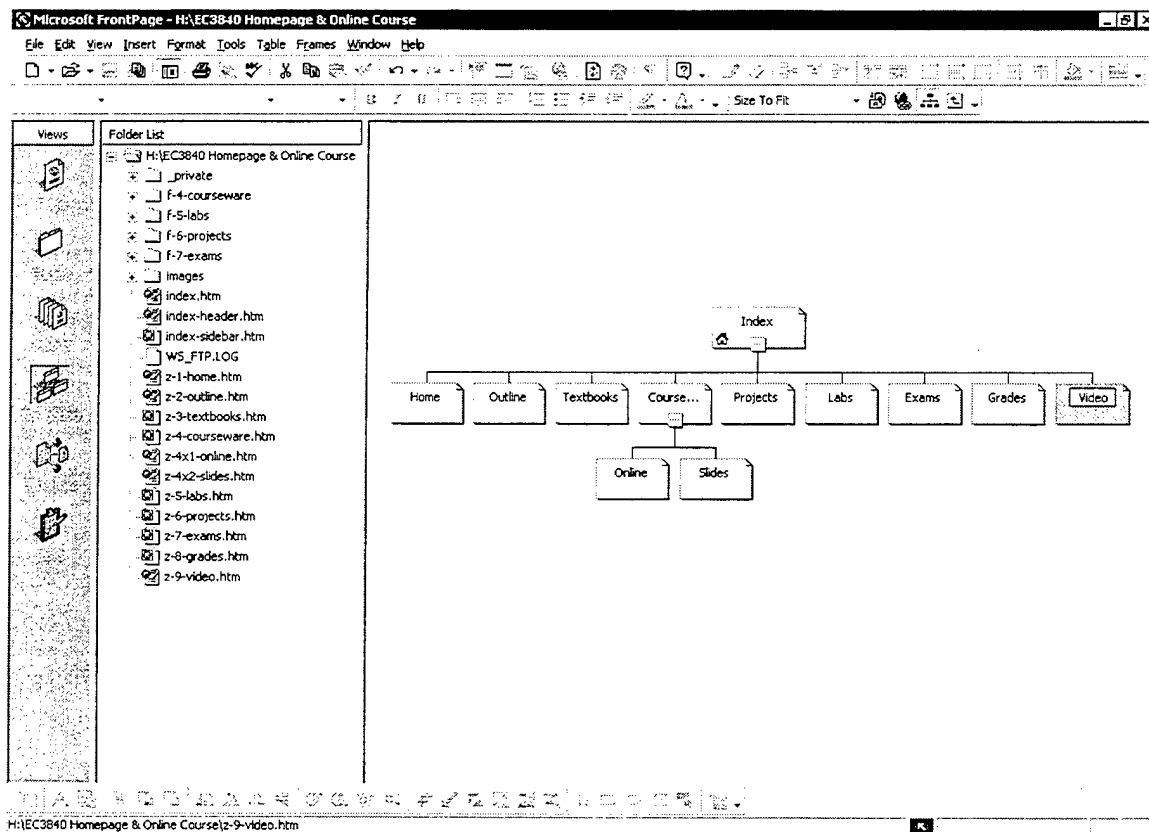 Microsoft FrontPage - H:\EC3840 Homepage & Online Course
File Edit View Insert Format Tools Table Frames Window Help
Size To Fit
Views
Folder List
H:\EC3840 Homepage & Online Course
_private
f-4-courseware
f-5-labs
f-6-projects
f-7-exams
images
index.htm
index-header.htm
index-sidebar.htm
WS_FTP.LOG
z-1-home.htm
z-2-outline.htm
z-3-textbooks.htm
z-4-courseware.htm
z-4x1-online.htm
z-4x2-slides.htm
z-5-labs.htm
z-6-projects.htm
z-7-exams.htm
z-8-grades.htm
z-9-video.htm
Index
Home Outline Textbooks Course... Projects Labs Exams Grades Video
Online Slides
H:\EC3840 Homepage & Online Course\z-9-video.htm